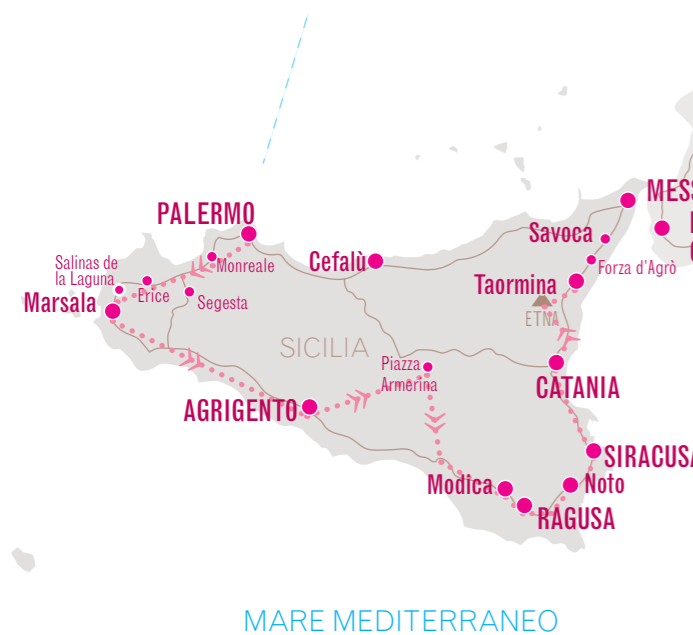 MESS
PALERMO
Savoca
Monreale
Cefalù
Salinas de
la Laguna
Forza d'Agrò
Taormina
Erice
Segesta
Marsala
ETNA
SICILIA
Piazza
Armerina
CATANIA
AGRIGENTO
SIRACUSA
Modica
Noto
RAGUSA
MARE MEDITERRANEO